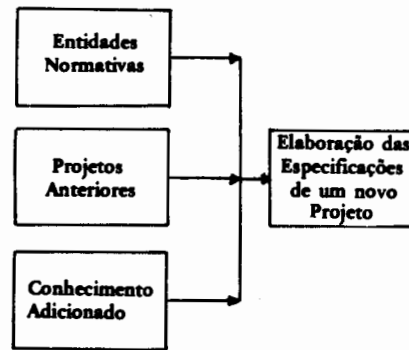 Entidades
Normativas
Projetos
Anteriores
Elaboração das
Especificações
de um novo
Projeto
Conhecimento
Adicionado